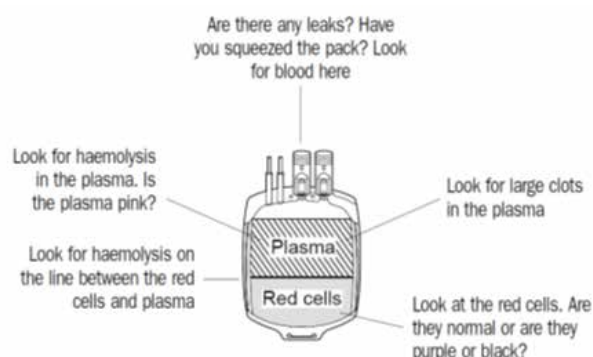 Are there any leaks? Have
you squeezed the pack? Look
for blood here
Look for haemolysis
in the plasma. Is
the plasma pink?
Look for large clots
in the plasma
Plasma
Look for haemolysis on
the line between the red
cells and plasma
Red cells
Look at the red cells. Are
they normal or are they
purple or black?